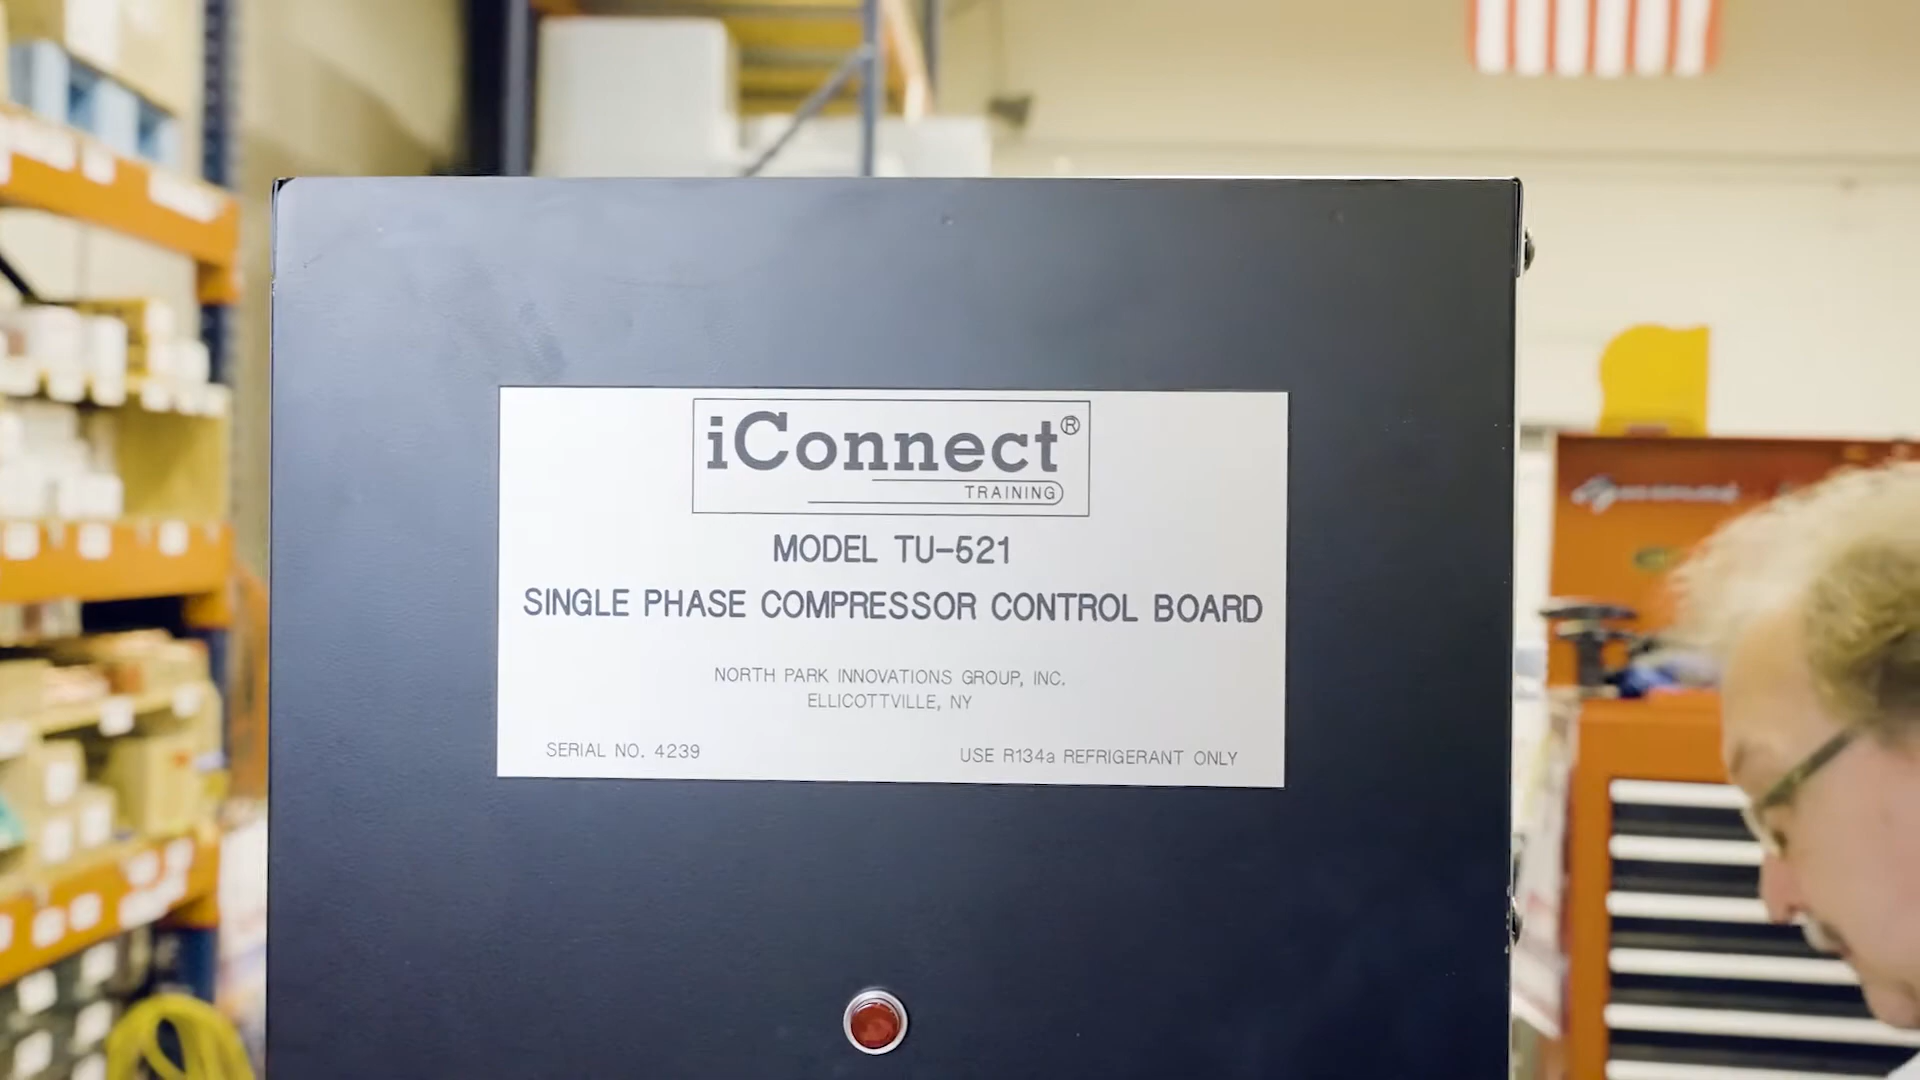 iConnect®
TRAINING
MODEL TU-521
SINGLE PHASE COMPRESSOR CONTROL BOARD
NORTH PARK INNOVATIONS GROUP, INC.
ELLICOTTVILLE, NY
SERIAL NO. 4239
USE R134a REFRIGERANT ONLY